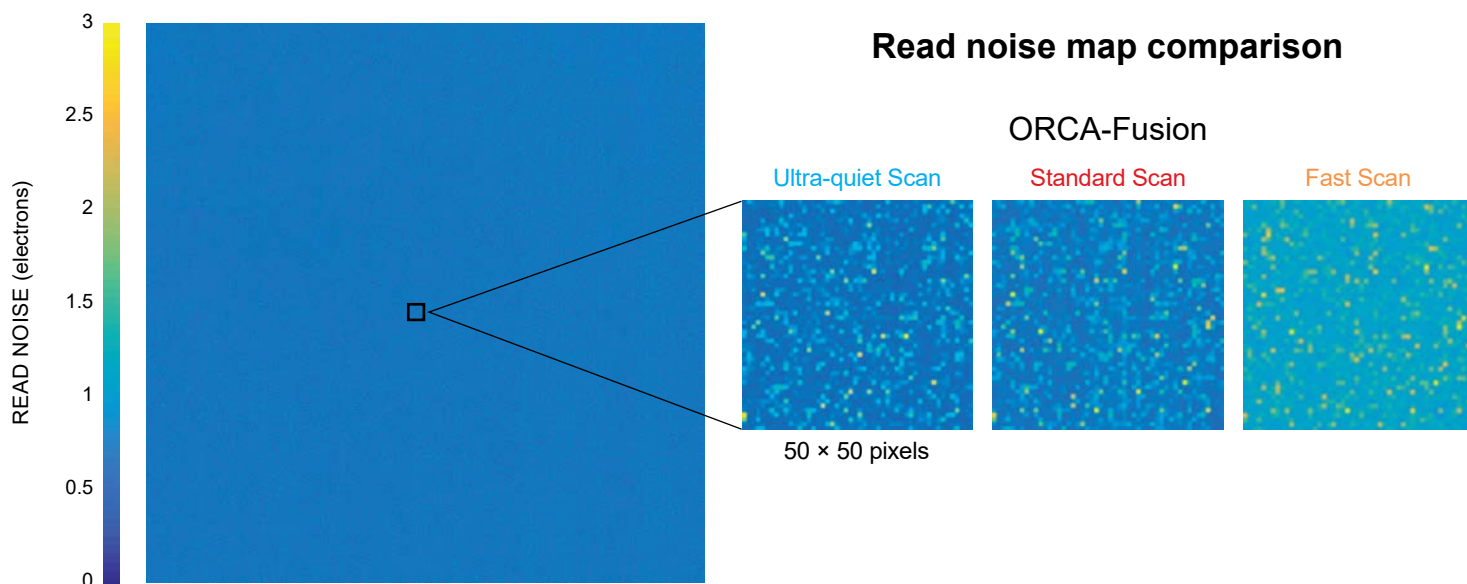 3
2.5
2
1.5
1
0.5
0
READ NOISE (electrons)
Read noise map comparison
ORCA-Fusion
Ultra-quiet Scan
Standard Scan
Fast Scan
50 × 50 pixels